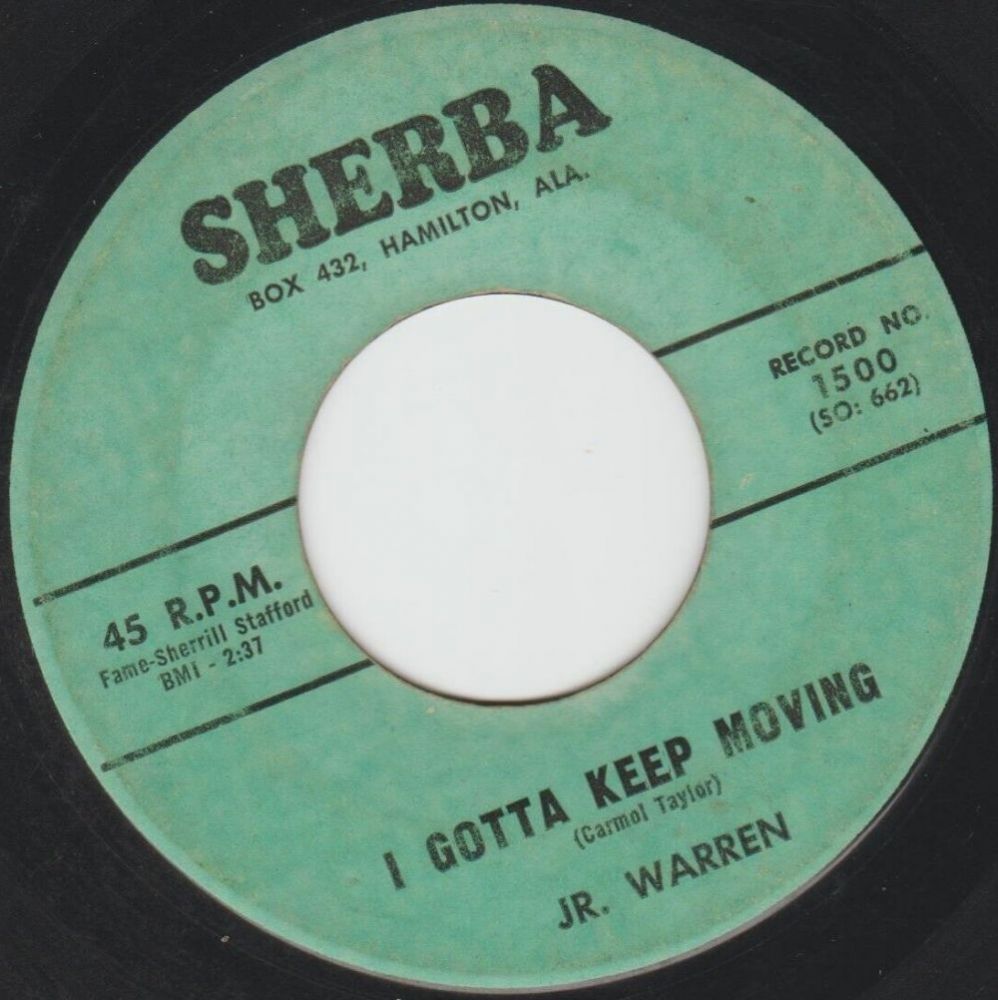 SHERBA
BOX 432, HAMILTON, ALA.
RECORD NO.
1500
(SO: 662)
45 R.P.M.
Fame-Sherrill Stafford
BMI - 2:37
I GOTTA KEEP MOVING
(Carmol Taylor)
JR. WARREN